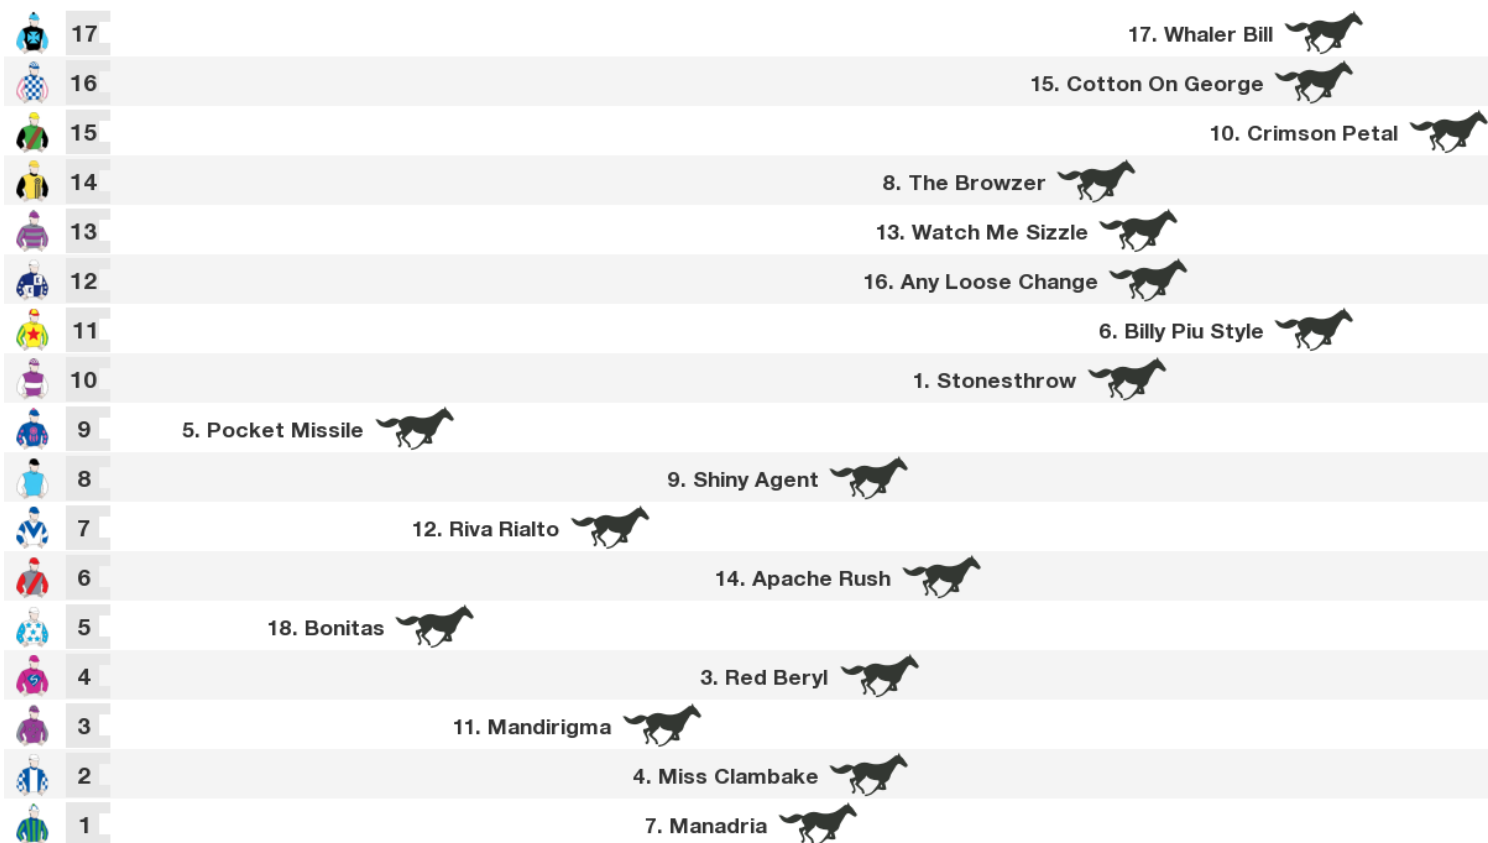 17 17. Whaler Bill
16 15. Cotton On George
15 10. Crimson Petal
14 8. The Browzer
13 13. Watch Me Sizzle
12 16. Any Loose Change
11 6. Billy Piu Style
10 1. Stonesthrow
9 5. Pocket Missile
8 9. Shiny Agent
7 12. Riva Rialto
6 14. Apache Rush
5 18. Bonitas
4 3. Red Beryl
3 11. Mandirigma
2 4. Miss Clambake
1 7. Manadria